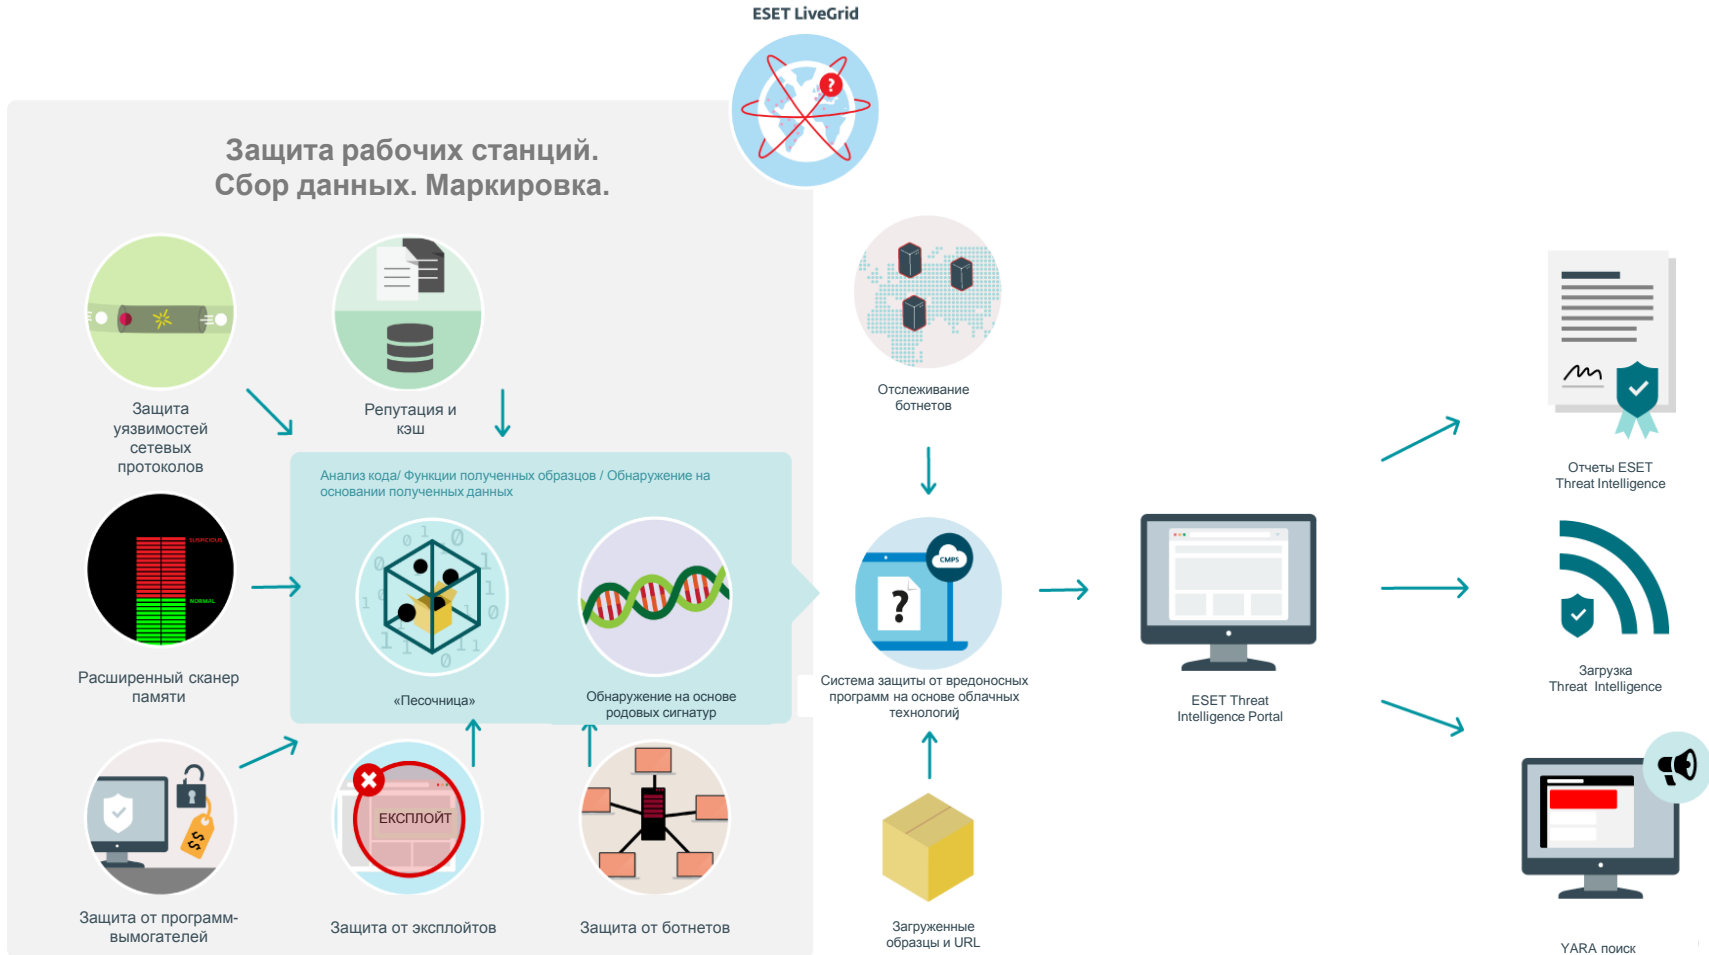 ESET LiveGrid
Защита рабочих станций.
Сбор данных. Маркировка.
Защита
уязвимостей
сетевых
протоколов
Репутация и
кэш
Отслеживание
ботнетов
Анализ кода/ Функции полученных образцов / Обнаружение на
основании полученных данных
SUSPICIOUS
NORMAL
Расширенный сканер
памяти
«Песочница»
Обнаружение на основе
родовых сигнатур
CMPS
?
Система защиты от вредоносных
программ на основе облачных
технологий
ESET Threat
Intelligence Portal
Отчеты ESET
Threat Intelligence
Загрузка
Threat Intelligence
$$
Защита от программ-
вымогателей
ЕКСПЛОЙТ
Защита от эксплойтов
Защита от ботнетов
Загруженные
образцы и URL
YARA поиск